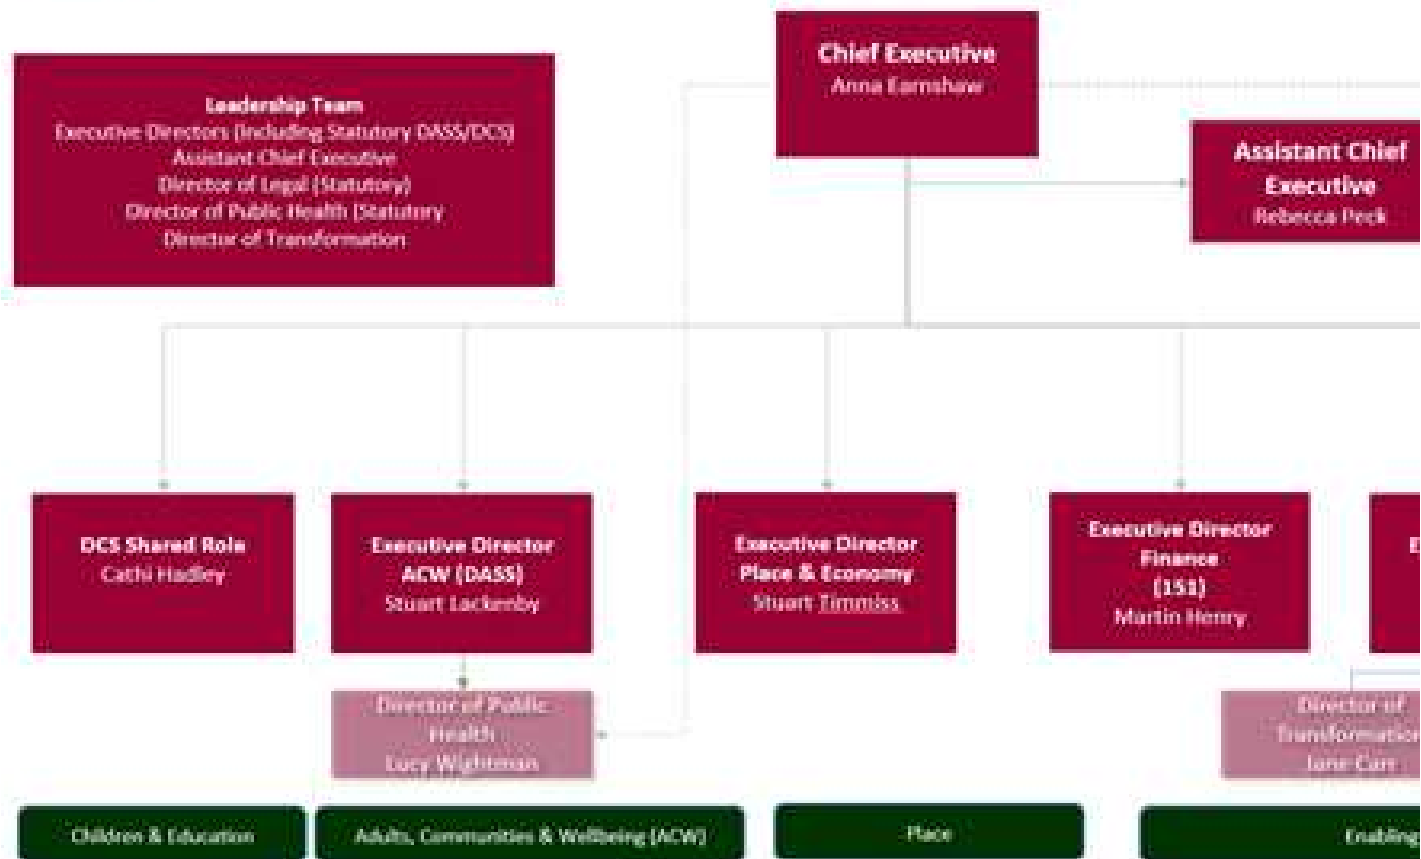 Chief Executive
Anna Earnshaw
Leadership Team
Executive Directors (Including Statutory DASS/DCS)
Assistant Chief Executive
Director of Legal (Statutory)
Director of Public Health (Statutory
Director of Transformation
Assistant Chief
Executive
Rebecca Peck
DCS Shared Role
Cathi Hadley
Executive Director
ACW (DASS)
Stuart Lackenby
Executive Director
Place & Economy
Stuart Timmiss
Executive Director
Finance
(151)
Martin Henry
E
Director of Public
Health
Lucy Wightman
Director of
Transformation
Jane Carr
Children & Education
Adults, Communities & Wellbeing (ACW)
Place
Enabling